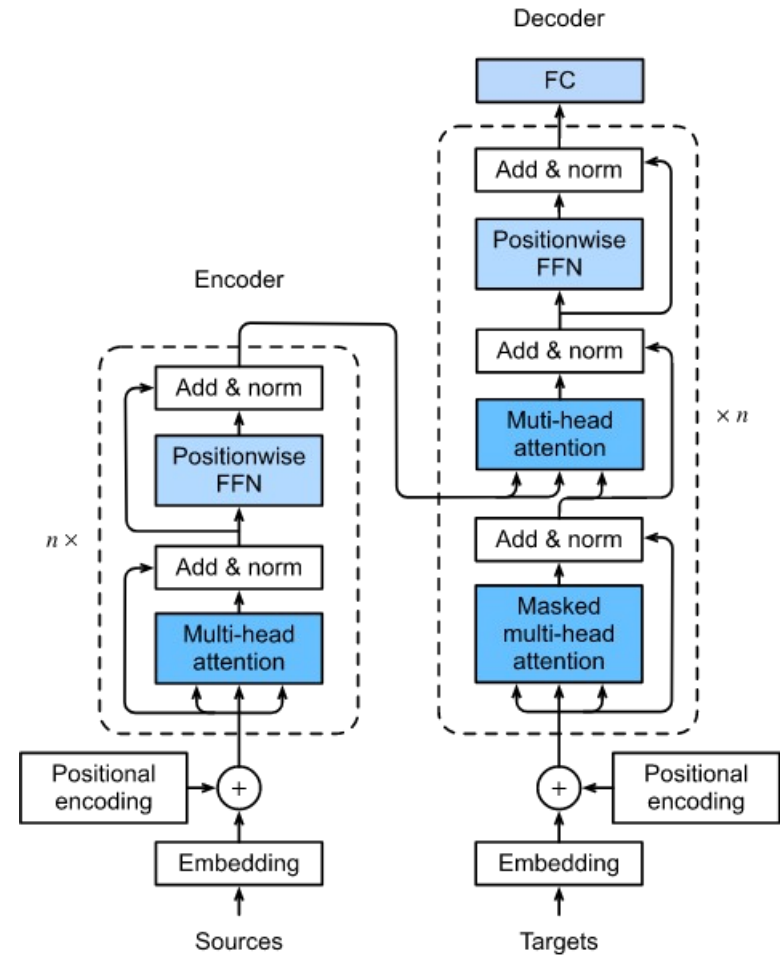 Decoder
FC
Add & norm
Positionwise
FFN
Encoder
Add & norm
Add & norm
Muti-head
attention
× n
Positionwise
FFN
n ×
Add & norm
Add & norm
Multi-head
attention
Masked
multi-head
attention
Positional
encoding
+
+
Positional
encoding
Embedding
Embedding
Sources
Targets